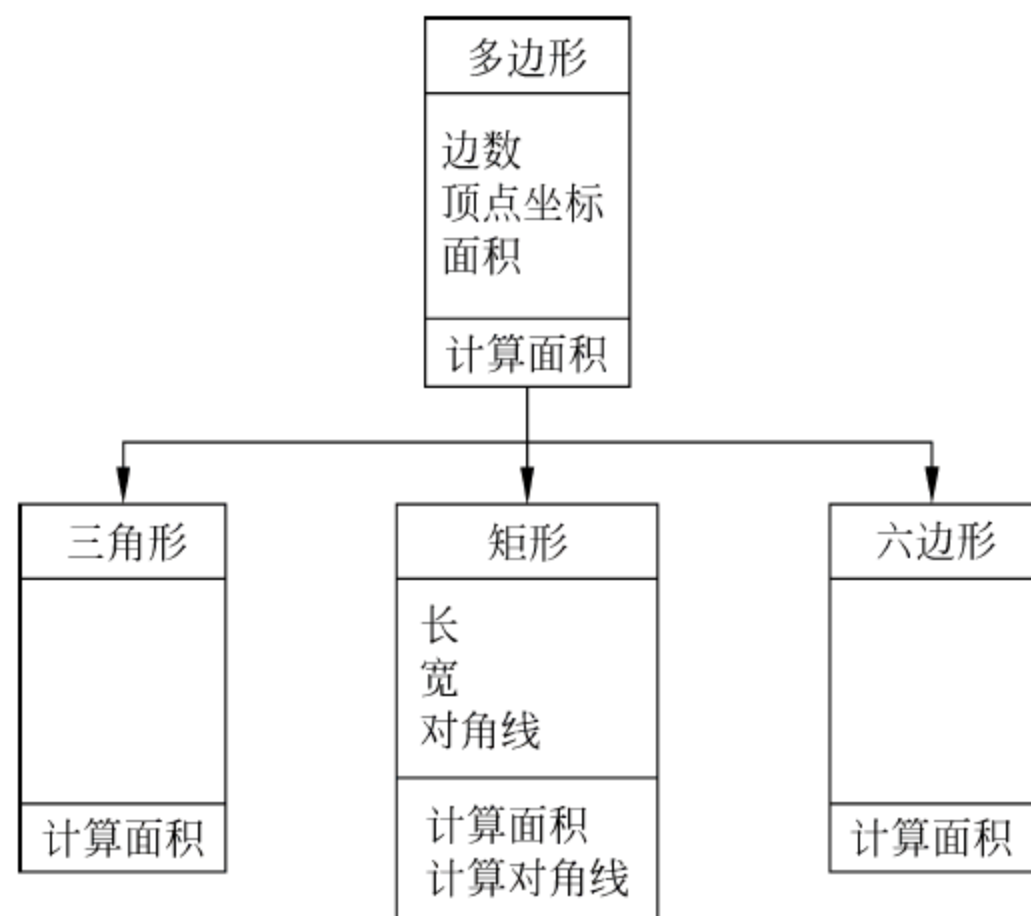 多边形
边数
顶点坐标
面积
计算面积
三角形
计算面积
矩形
长
宽
对角线
计算面积
计算对角线
六边形
计算面积